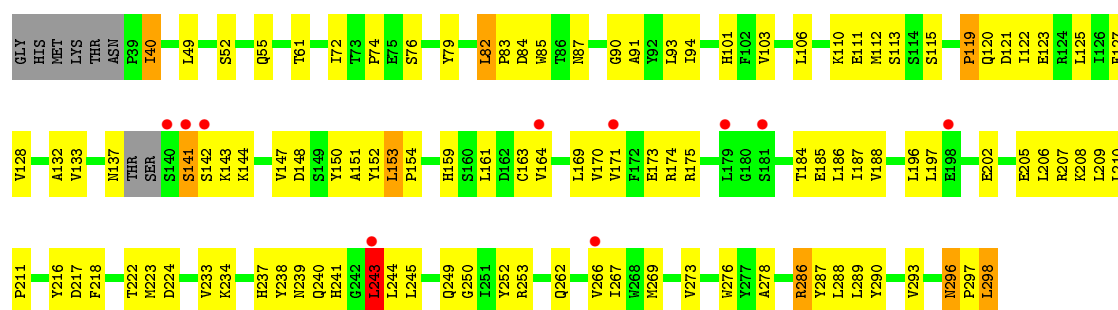 GLY HIS MET LYS THR ASN P39 I40 L49 S52 Q55 T61 I72 T73 P74 E75 S76 Y79 L82 P83 D84 W85 T86 N87 G90 A91 Y92 L93 I94 H101 F102 V103 L106 K110 E111 M112 S113 S114 S115 P119 Q120 D121 I122 E123 R124 L125 I126 E127
V128 A132 V133 N137 THR SER S140 S141 S142 K143 K144 N147 D148 S149 Y150 A151 Y152 L153 P154 H159 S160 L161 D162 C163 V164 L169 V170 V171 F172 E173 R174 R175 L179 G180 S181 T184 E185 L186 I187 V188 L196 L197 E198 E202 E205 L206 R207 K208 L209 L210
P211 Y216 D217 F218 T222 M223 D224 V233 K234 H237 Y238 N239 Q240 H241 G242 L243 L244 L245 Q249 G250 I251 Y252 R253 Q262 V266 I267 W268 M269 V273 W276 Y277 A278 R286 Y287 L288 L289 Y290 V293 N296 P297 L298